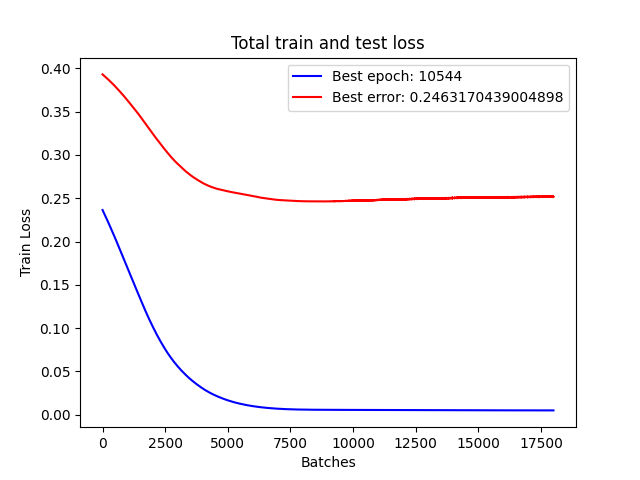 Total train and test loss
Best epoch: 10544
Best error: 0.2463170439004898
0.40
0.35
0.30
0.25
0.20
0.15
0.10
0.05
0.00
Train Loss
0 2500 5000 7500 10000 12500 15000 17500
Batches